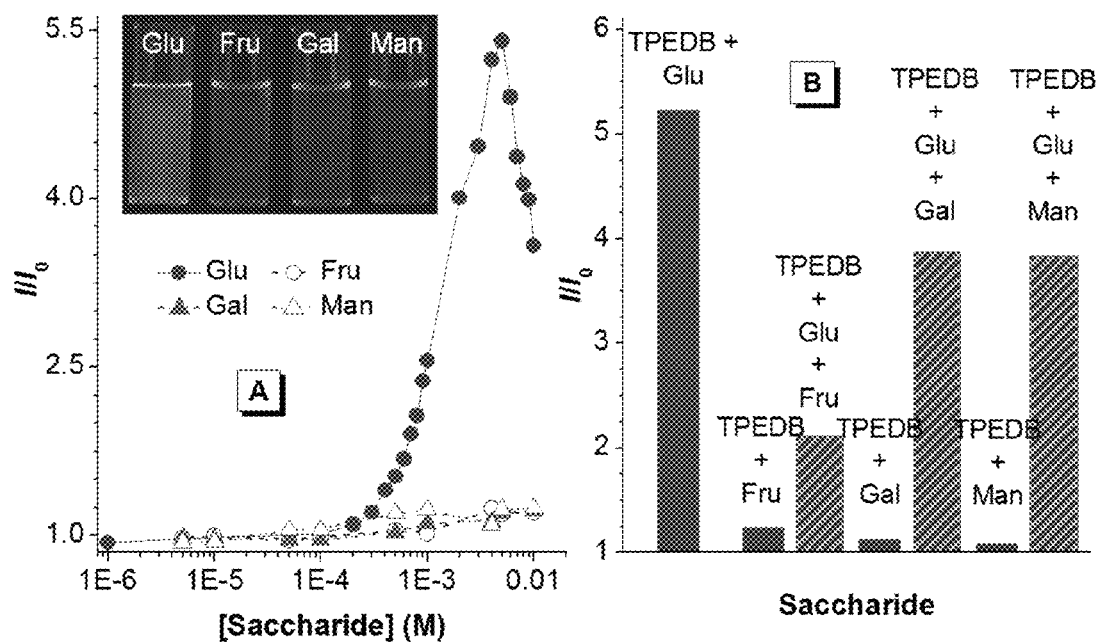 5.5
4.0
2.5
1.0
I/I0
Glu Fru Gal Man
Glu Fru
Gal Man
A
1E-6 1E-5 1E-4 1E-3 0.01
[Saccharide] (M)
6
5
4
3
2
1
I/I0
B
TPEDB +
Glu
TPEDB
+
Fru
TPEDB
+
Glu
+
Fru
TPEDB
+
Gal
TPEDB
+
Glu
+
Gal
TPEDB
+
Man
TPEDB
+
Glu
+
Man
Saccharide